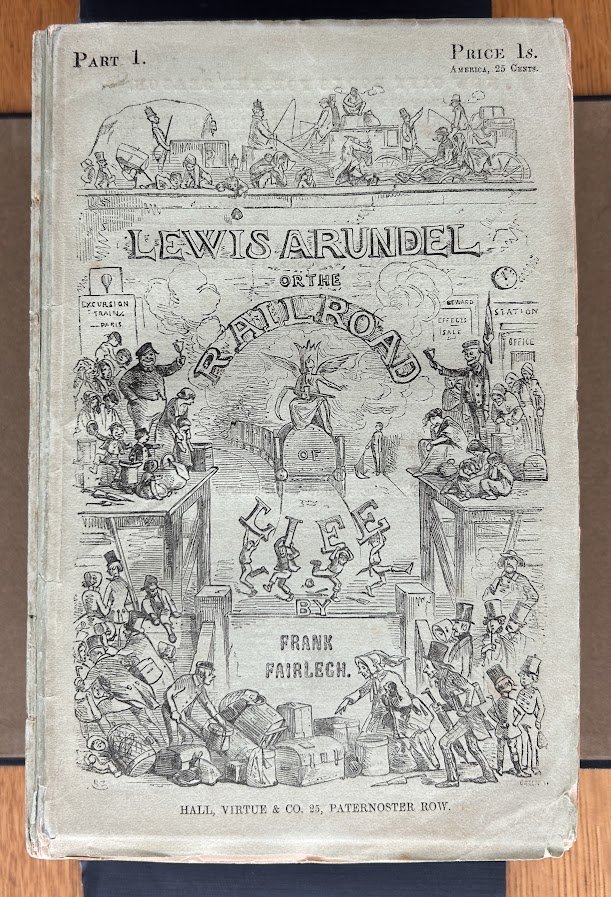 PART 1.
PRICE 1S.
AMERICA, 25 CENTS.
LEWIS ARUNDEL
OR THE
RAILROAD
EXCURSION
TRAINS
PARIS
REWARD
EFFECTS
SALE
STATION
OFFICE
OF
LIFE
BY
FRANK
FAIRLEGH.
HALL, VIRTUE & CO. 25, PATERNOSTER ROW.